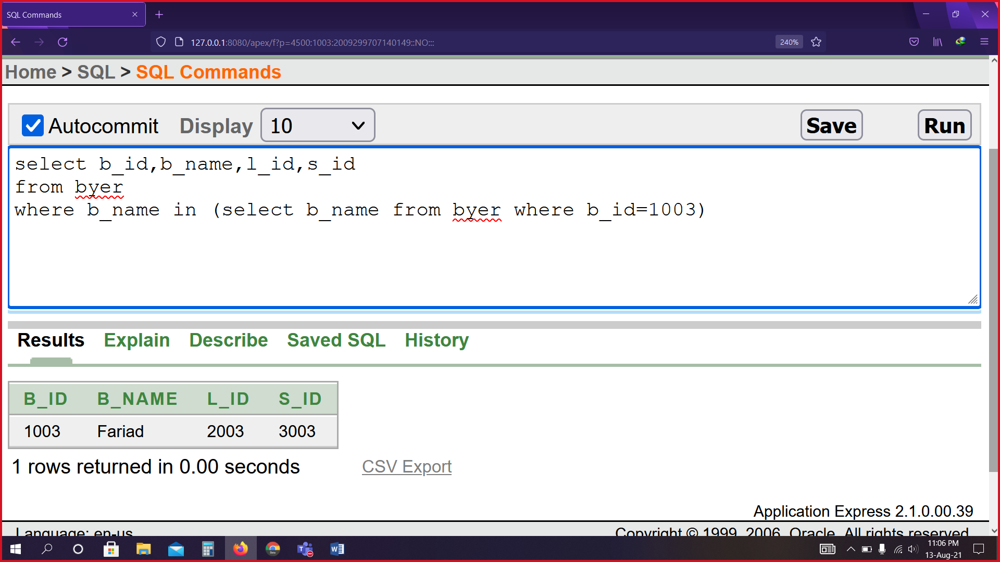 SQL Commands
127.0.0.1:8080/apex/f?p=4500:1003:2009299707140149::NO:::
240%
Home > SQL > SQL Commands
Autocommit Display 10 Save Run
select b_id,b_name,l_id,s_id
from byer
where b_name in (select b_name from byer where b_id=1003)
Results Explain Describe Saved SQL History
B_ID B_NAME L_ID S_ID
1003 Fariad 2003 3003
1 rows returned in 0.00 seconds CSV Export
Application Express 2.1.0.00.39
Language: en-us Copyright © 1999, 2006, Oracle. All rights reserved.
11:06 PM
13-Aug-21